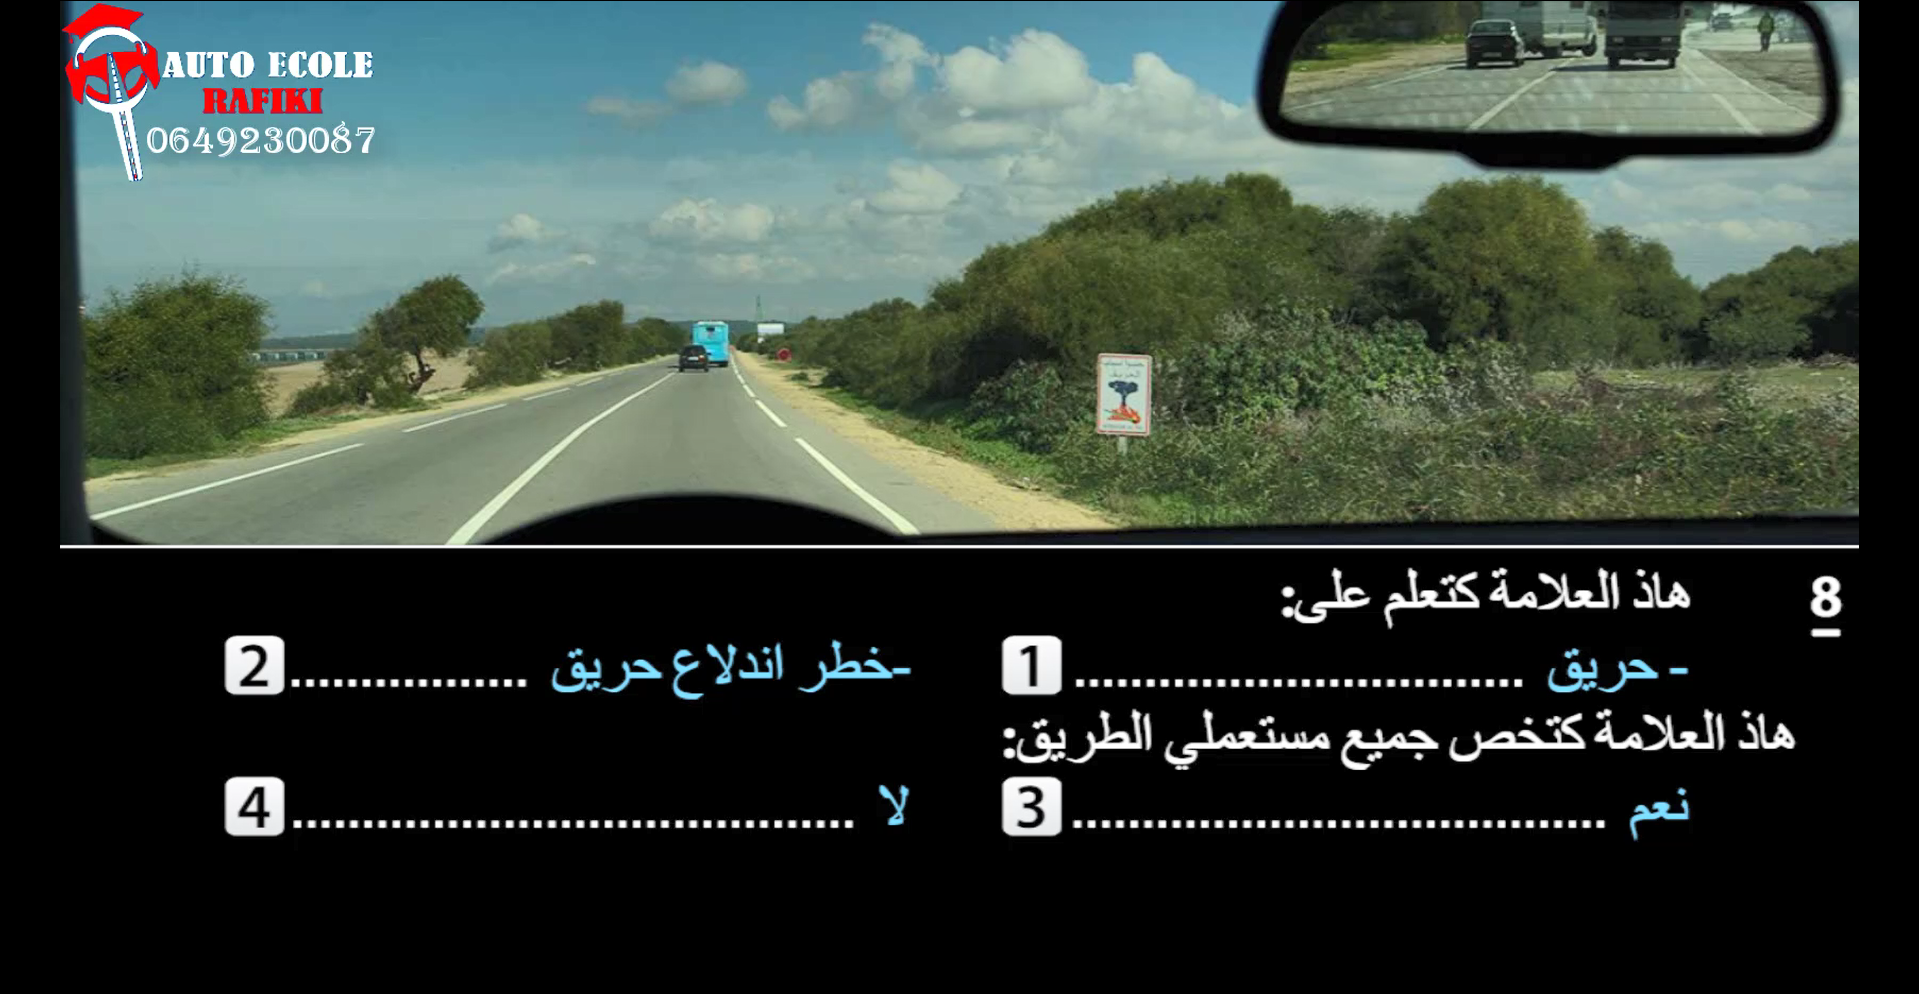 AUTO ECOLE
RAFIKI
0649230087
8 هاذ العلامة كتعلم على:
- حريق ................................ 1 -خطر اندلاع حريق ................. 2
هاذ العلامة كتخص جميع مستعملي الطريق:
نعم ...................................... 3 لا ........................................ 4